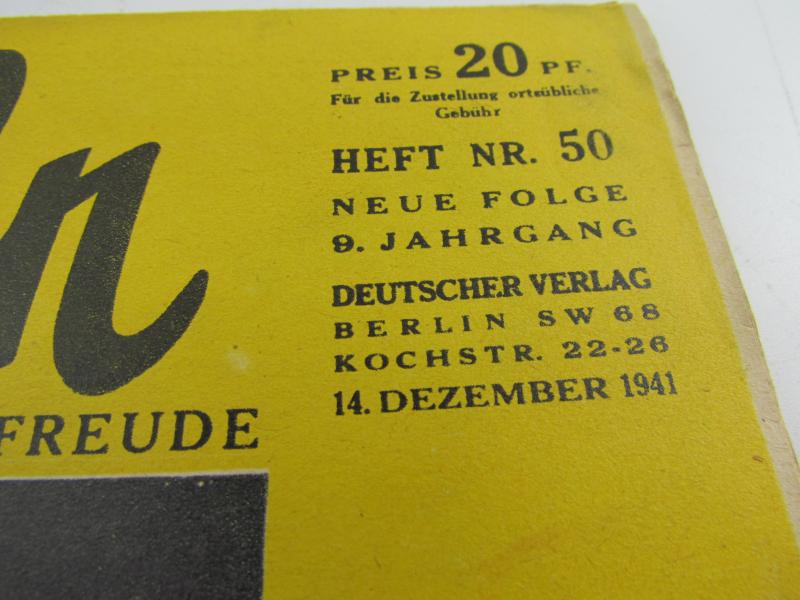 n
FREUDE
PREIS 20 PF.
Für die Zustellung ortsübliche
Gebühr
HEFT NR. 50
NEUE FOLGE
9. JAHRGANG
DEUTSCHER VERLAG
BERLIN SW 68
KOCHSTR. 22-26
14. DEZEMBER 1941